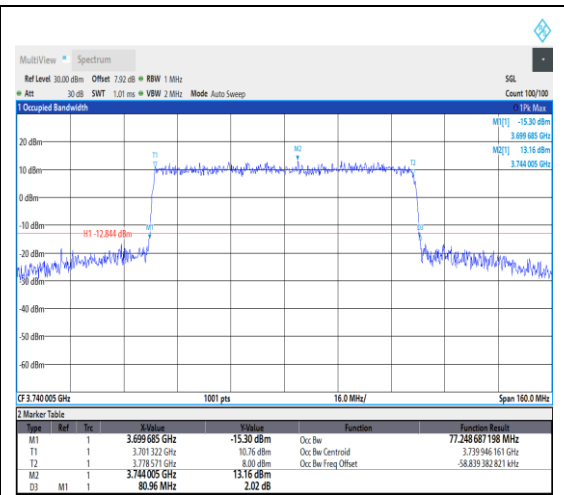 MultiView Spectrum
Ref Level 30.00 dBm Offset 7.92 dB RBW 1 MHz SGL
Att 30 dB SWT 1.01 ms VBW 2 MHz Mode Auto Sweep Count 100/100
1 Occupied Bandwidth 1Pk Max
M1[1] -15.30 dBm
3.699 685 GHz
M2[1] 13.16 dBm
3.744 005 GHz
20 dBm
T1 M2 T2
10 dBm
0 dBm
-10 dBm
M1 D3
H1 -12.844 dBm
-20 dBm
-30 dBm
-40 dBm
-50 dBm
-60 dBm
CF 3.740 005 GHz 1001 pts 16.0 MHz/ Span 160.0 MHz
2 Marker Table
Type Ref Trc X-Value Y-Value Function Function Result
M1 1 3.699 685 GHz -15.30 dBm Occ Bw 77.248 687 198 MHz
T1 1 3.701 322 GHz 10.76 dBm Occ Bw Centroid 3.739 946 161 GHz
T2 1 3.778 571 GHz 8.00 dBm Occ Bw Freq Offset -58.839 382 821 kHz
M2 1 3.744 005 GHz 13.16 dBm
D3 M1 1 80.96 MHz 2.02 dB